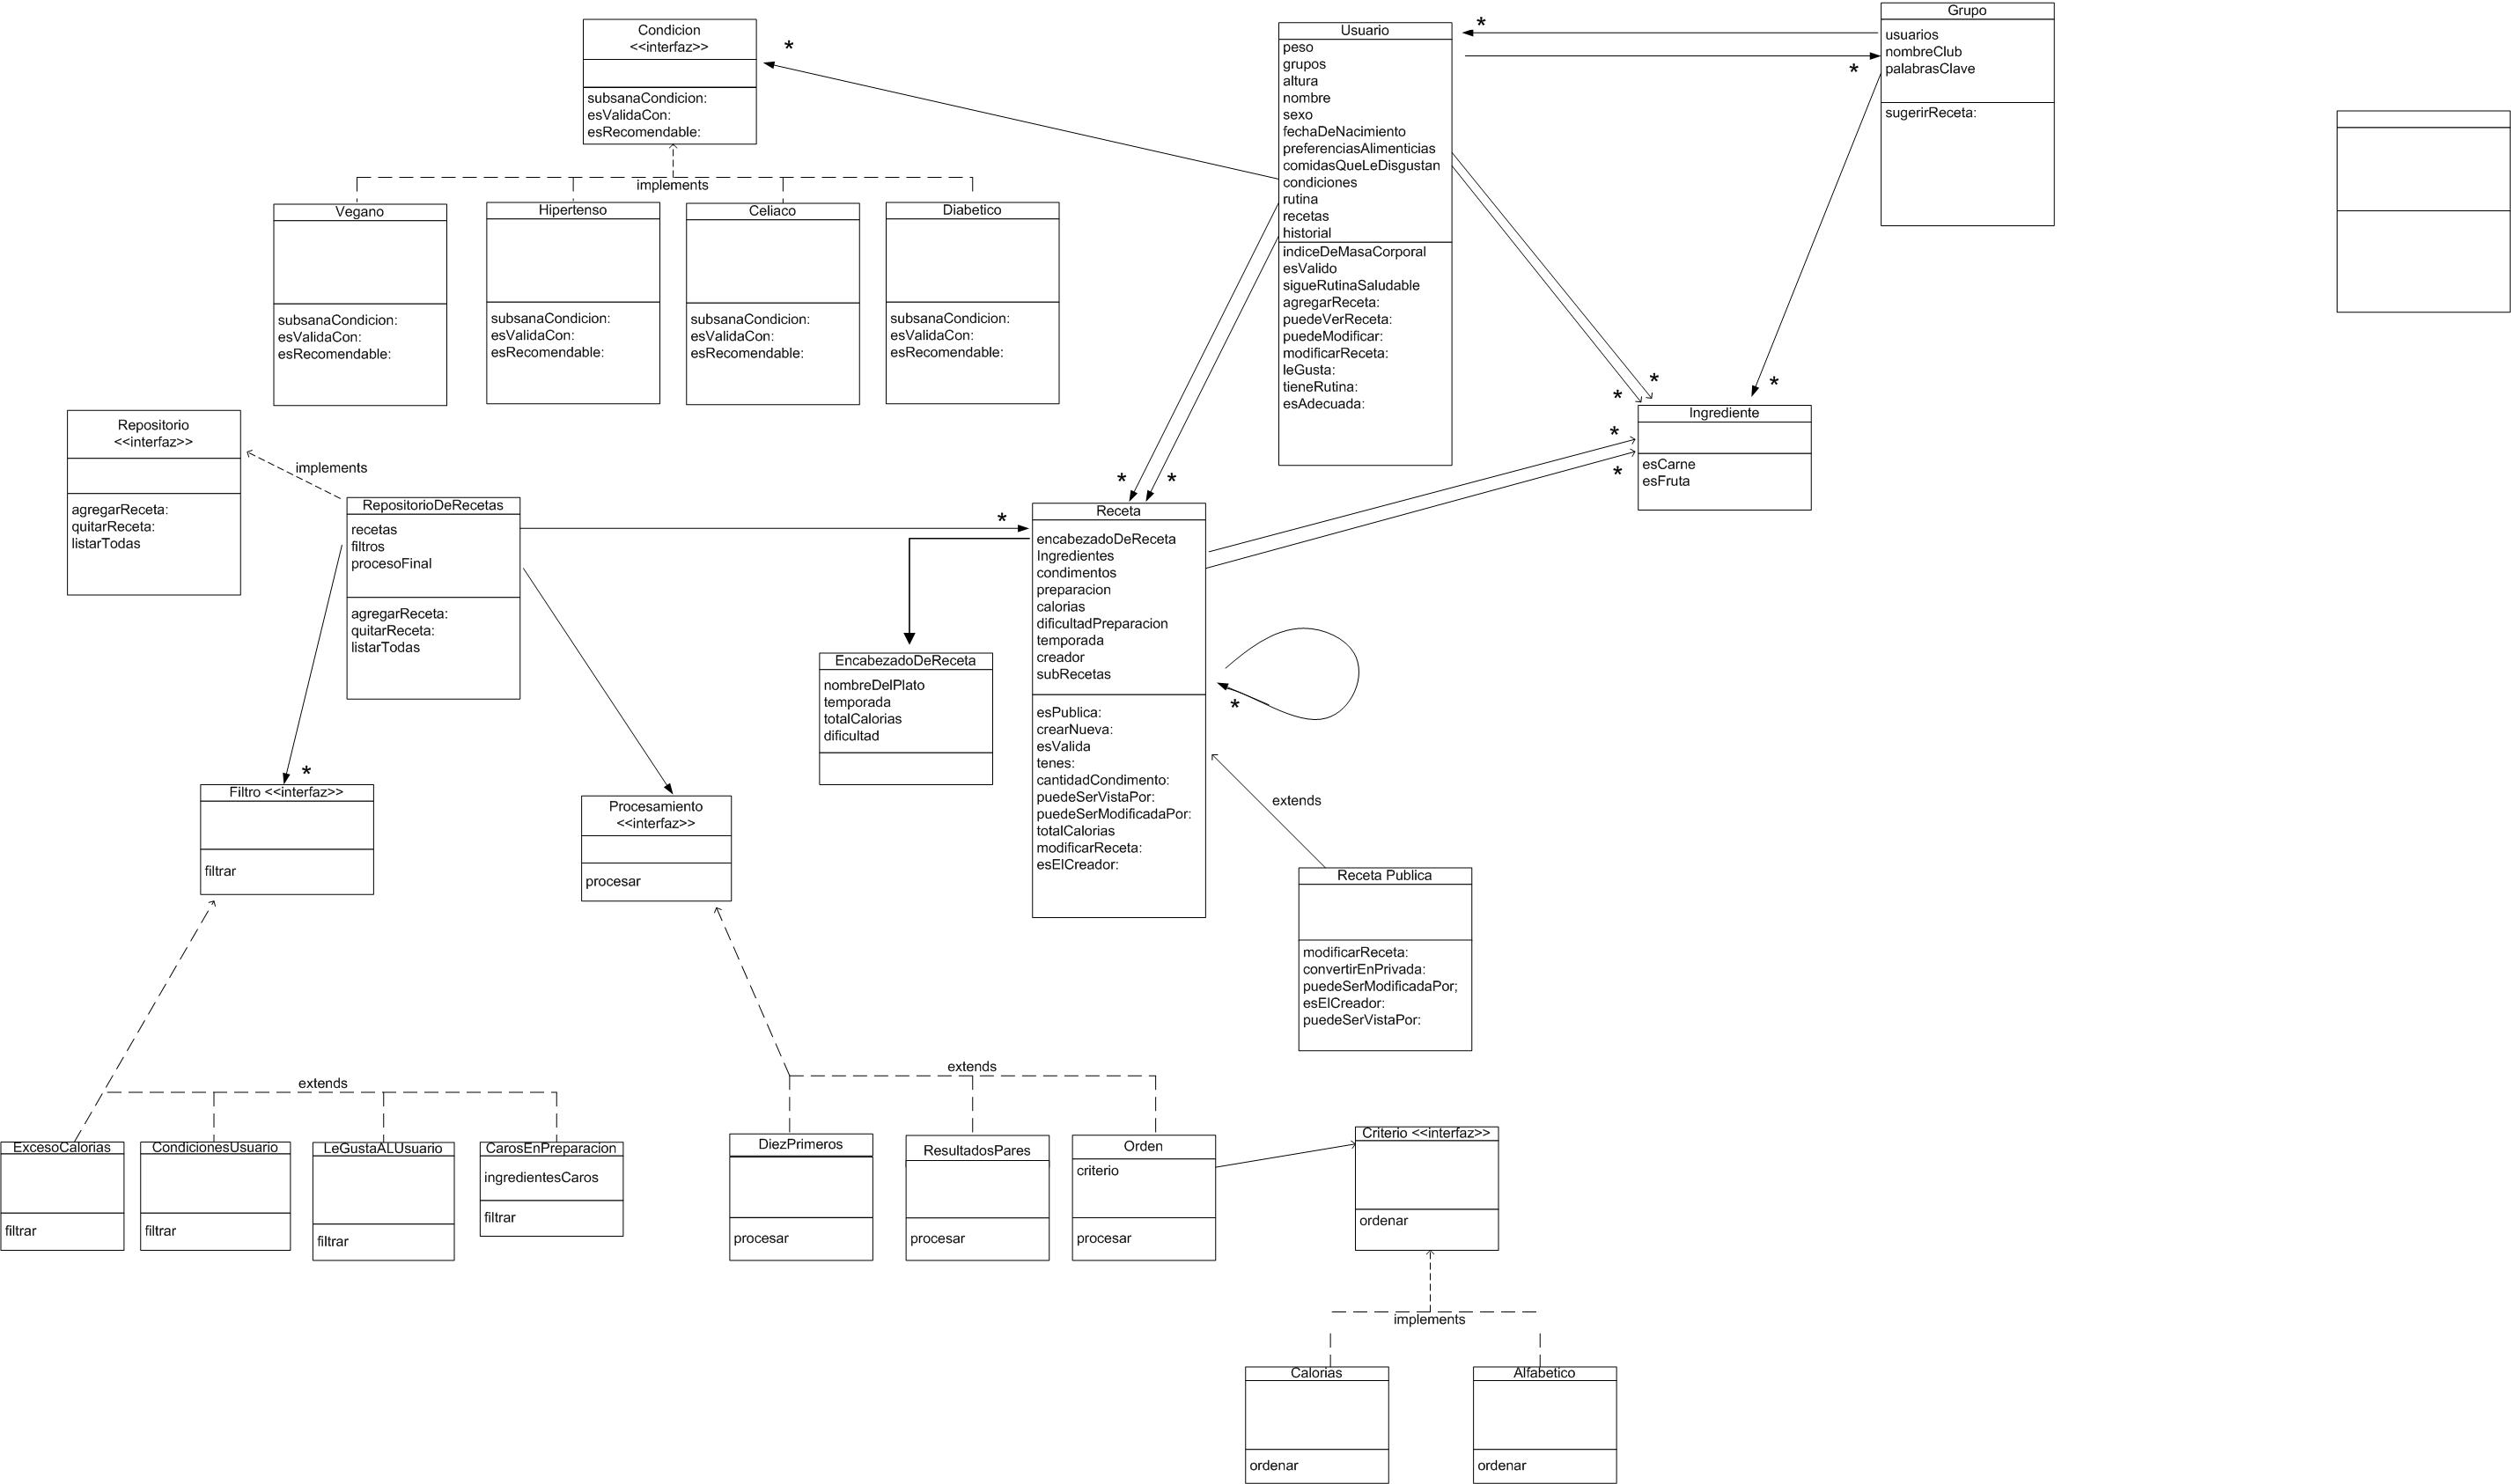 Condicion
<<interfaz>>
subsanaCondicion:
esValidaCon:
esRecomendable:
*
Usuario
peso
grupos
altura
nombre
sexo
fechaDeNacimiento
preferenciasAlimenticias
comidasQueLeDisgustan
condiciones
rutina
recetas
historial
indiceDeMasaCorporal
esValido
sigueRutinaSaludable
agregarReceta:
puedeVerReceta:
puedeModificar:
modificarReceta:
leGusta:
tieneRutina:
esAdecuada:
*
*
Grupo
usuarios
nombreClub
palabrasClave
sugerirReceta:
implements
Vegano
subsanaCondicion:
esValidaCon:
esRecomendable:
Hipertenso
subsanaCondicion:
esValidaCon:
esRecomendable:
Celiaco
subsanaCondicion:
esValidaCon:
esRecomendable:
Diabetico
subsanaCondicion:
esValidaCon:
esRecomendable:
*
*
*
*
*
Ingrediente
esCarne
esFruta
Repositorio
<<interfaz>>
agregarReceta:
quitarReceta:
listarTodas
implements
RepositorioDeRecetas
recetas
filtros
procesoFinal
agregarReceta:
quitarReceta:
listarTodas
*
*
*
Receta
encabezadoDeReceta
Ingredientes
condimentos
preparacion
calorias
dificultadPreparacion
temporada
creador
subRecetas
esPublica:
crearNueva:
esValida
tenes:
cantidadCondimento:
puedeSerVistaPor:
puedeSerModificadaPor:
totalCalorias
modificarReceta:
esElCreador:
*
EncabezadoDeReceta
nombreDelPlato
temporada
totalCalorias
dificultad
*
Filtro <<interfaz>>
filtrar
Procesamiento
<<interfaz>>
procesar
extends
Receta Publica
modificarReceta:
convertirEnPrivada:
puedeSerModificadaPor;
esElCreador:
puedeSerVistaPor:
extends
ExcesoCalorias
filtrar
CondicionesUsuario
filtrar
LeGustaALUsuario
filtrar
CarosEnPreparacion
ingredientesCaros
filtrar
extends
DiezPrimeros
procesar
ResultadosPares
procesar
Orden
criterio
procesar
Criterio <<interfaz>>
ordenar
implements
Calorias
ordenar
Alfabetico
ordenar